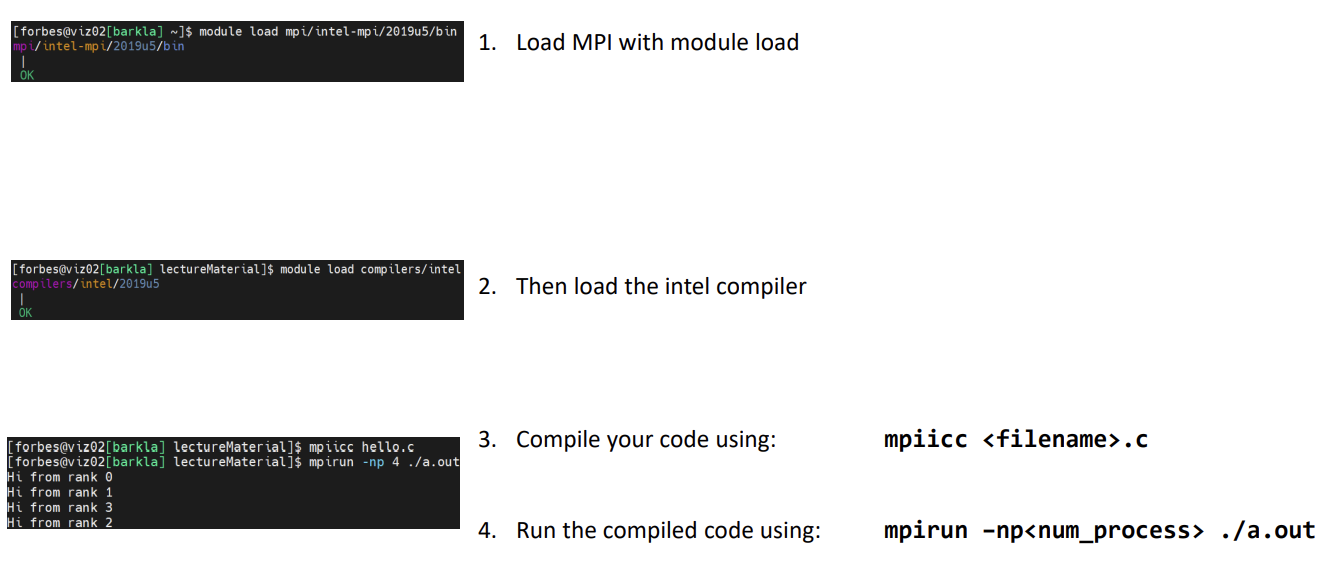 [forbes@viz02[barkla] ~]$ module load mpi/intel-mpi/2019u5/bin
mpi/intel-mpi/2019u5/bin
|
OK
1. Load MPI with module load
[forbes@viz02[barkla] lectureMaterial]$ module load compilers/intel
compilers/intel/2019u5
|
OK
2. Then load the intel compiler
[forbes@viz02[barkla] lectureMaterial]$ mpiicc hello.c
[forbes@viz02[barkla] lectureMaterial]$ mpirun -np 4 ./a.out
Hi from rank 0
Hi from rank 1
Hi from rank 3
Hi from rank 2
3. Compile your code using: mpiicc <filename>.c
4. Run the compiled code using: mpirun –np<num_process> ./a.out